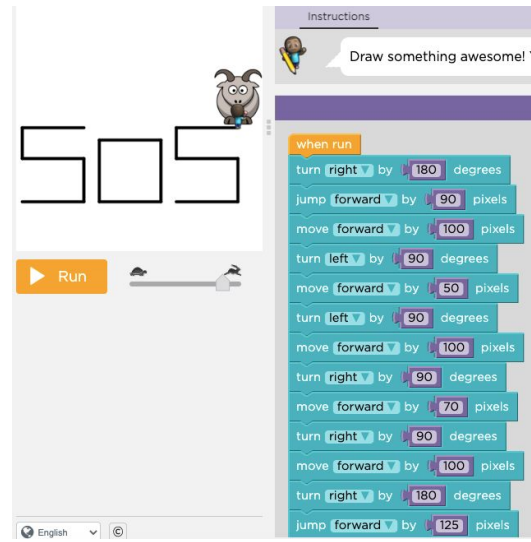 Instructions
Draw something awesome!
SOS
Run
when run
turn right by 180 degrees
jump forward by 90 pixels
move forward by 100 pixels
turn left by 90 degrees
move forward by 50 pixels
turn left by 90 degrees
move forward by 100 pixels
turn right by 90 degrees
move forward by 70 pixels
turn right by 90 degrees
move forward by 100 pixels
turn right by 180 degrees
jump forward by 125 pixels
English
©